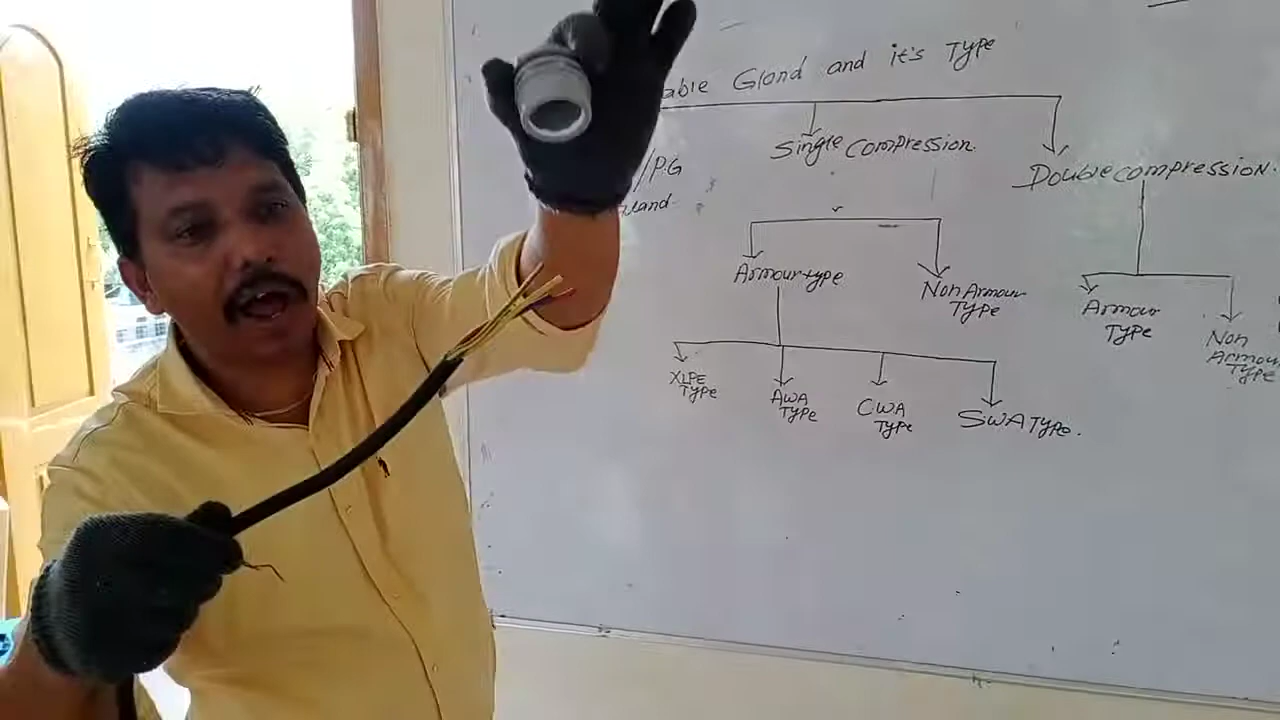 able Gland and it's Type
Single Compression.
Double compression.
/PG
land
Armour type
Non Armour
Type
Armour
Type
Non
Armour
Type
XLPE
Type
AWA
Type
CWA
Type
SWA Type.